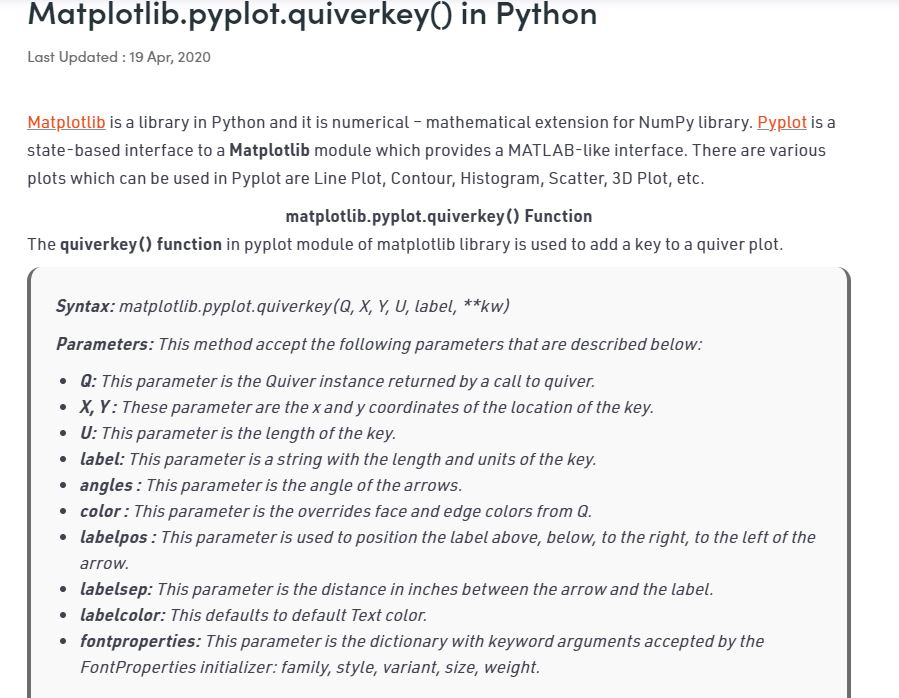 Matplotlib.pyplot.quiverkey() in Python
Last Updated : 19 Apr, 2020
Matplotlib is a library in Python and it is numerical – mathematical extension for NumPy library. Pyplot is a
state-based interface to a Matplotlib module which provides a MATLAB-like interface. There are various
plots which can be used in Pyplot are Line Plot, Contour, Histogram, Scatter, 3D Plot, etc.
matplotlib.pyplot.quiverkey() Function
The quiverkey() function in pyplot module of matplotlib library is used to add a key to a quiver plot.
Syntax: matplotlib.pyplot.quiverkey(Q, X, Y, U, label, **kw)
Parameters: This method accept the following parameters that are described below:
• Q: This parameter is the Quiver instance returned by a call to quiver.
• X, Y : These parameter are the x and y coordinates of the location of the key.
• U: This parameter is the length of the key.
• label: This parameter is a string with the length and units of the key.
• angles : This parameter is the angle of the arrows.
• color : This parameter is the overrides face and edge colors from Q.
• labelpos : This parameter is used to position the label above, below, to the right, to the left of the
arrow.
• labelsep: This parameter is the distance in inches between the arrow and the label.
• labelcolor: This defaults to default Text color.
• fontproperties: This parameter is the dictionary with keyword arguments accepted by the
FontProperties initializer: family, style, variant, size, weight.